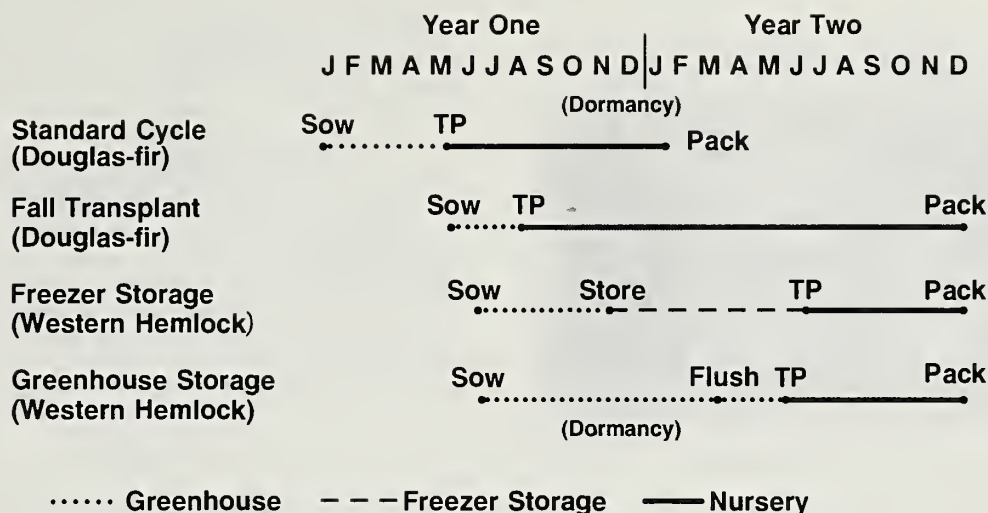 Year One Year Two
J F M A M J J A S O N D J F M A M J J A S O N D
(Dormancy)
Standard Cycle Sow TP Pack
(Douglas-fir)
Fall Transplant Sow TP Pack
(Douglas-fir)
Freezer Storage Sow Store TP Pack
(Western Hemlock)
Greenhouse Storage Sow Flush TP Pack
(Western Hemlock)
(Dormancy)
Greenhouse Freezer Storage Nursery